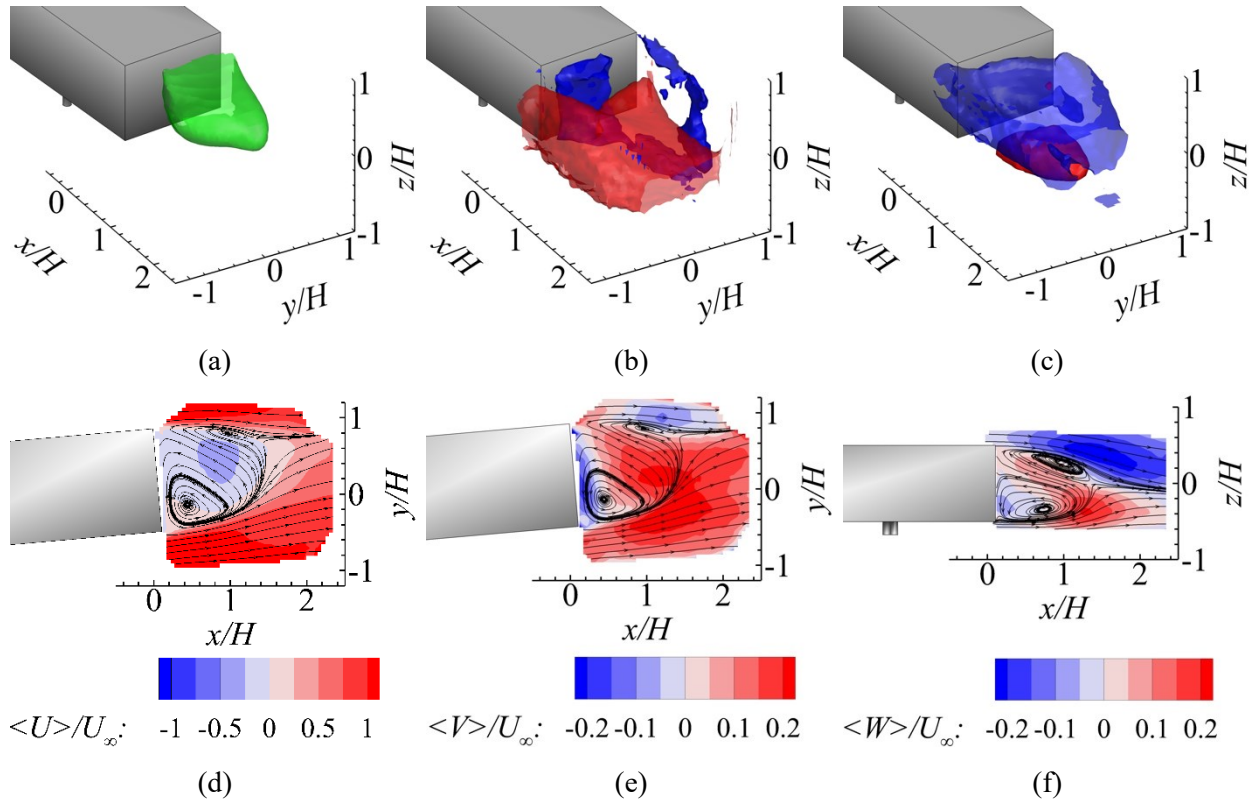 1
0
-1
z/H
0
1
2
x/H
-1
0
1
y/H
(a)
1
0
-1
z/H
0
1
2
x/H
-1
0
1
y/H
(b)
1
0
-1
z/H
0
1
2
x/H
-1
0
1
y/H
(c)
1
0
-1
y/H
0 1 2
x/H
<U>/U∞: -1 -0.5 0 0.5 1
(d)
1
0
-1
y/H
0 1 2
x/H
<V>/U∞: -0.2 -0.1 0 0.1 0.2
(e)
1
0
-1
z/H
0 1 2
x/H
<W>/U∞: -0.2 -0.1 0 0.1 0.2
(f)